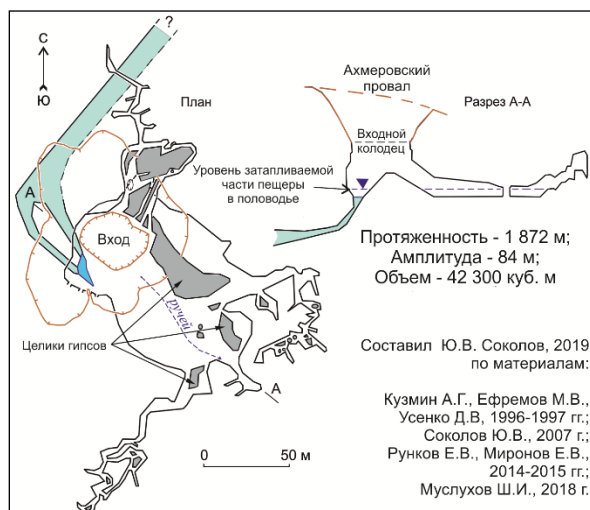 ?
С
Ю
План
Ахмеровский
провал
Разрез А-А
Входной
колодец
Уровень затапливаемой
части пещеры
в половодье
А
Вход
Протяженность - 1 872 м;
Амплитуда - 84 м;
Объем - 42 300 куб. м
ручей
Целики гипсов
А
0 50 м
Составил Ю.В. Соколов, 2019
по материалам:
Кузмин А.Г., Ефремов М.В.,
Усенко Д.В, 1996-1997 гг.;
Соколов Ю.В., 2007 г.;
Рунков Е.В., Миронов Е.В.,
2014-2015 гг.;
Муслухов Ш.И., 2018 г.